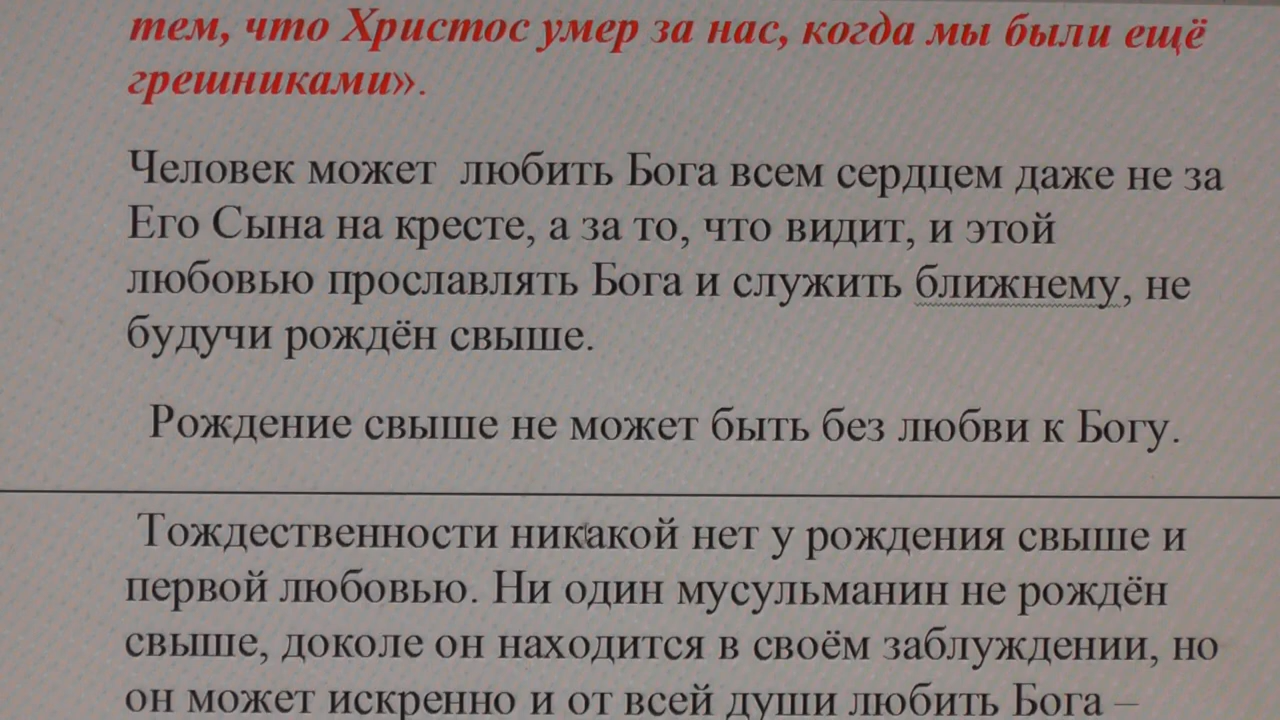 тем, что Христос умер за нас, когда мы были ещё
грешниками».
Человек может любить Бога всем сердцем даже не за
Его Сына на кресте, а за то, что видит, и этой
любовью прославлять Бога и служить ближнему, не
будучи рождён свыше.
Рождение свыше не может быть без любви к Богу.
Тождественности никакой нет у рождения свыше и
первой любовью. Ни один мусульманин не рождён
свыше, доколе он находится в своём заблуждении, но
он может искренно и от всей души любить Бога –